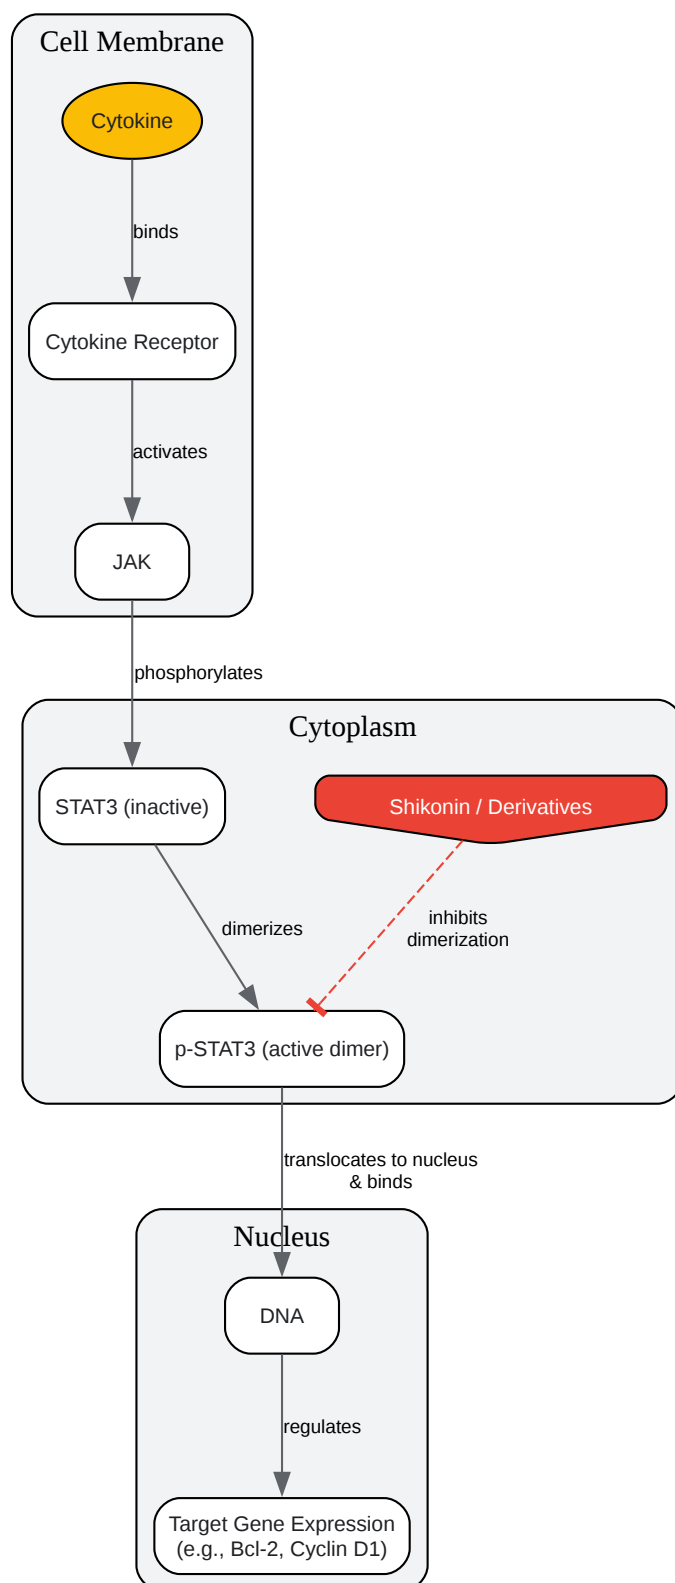 Cell Membrane
Cytokine
binds
Cytokine Receptor
activates
JAK
phosphorylates
Cytoplasm
STAT3 (inactive)
Shikonin / Derivatives
dimerizes
inhibits
dimerization
p-STAT3 (active dimer)
translocates to nucleus
& binds
Nucleus
DNA
regulates
Target Gene Expression
(e.g., Bcl-2, Cyclin D1)